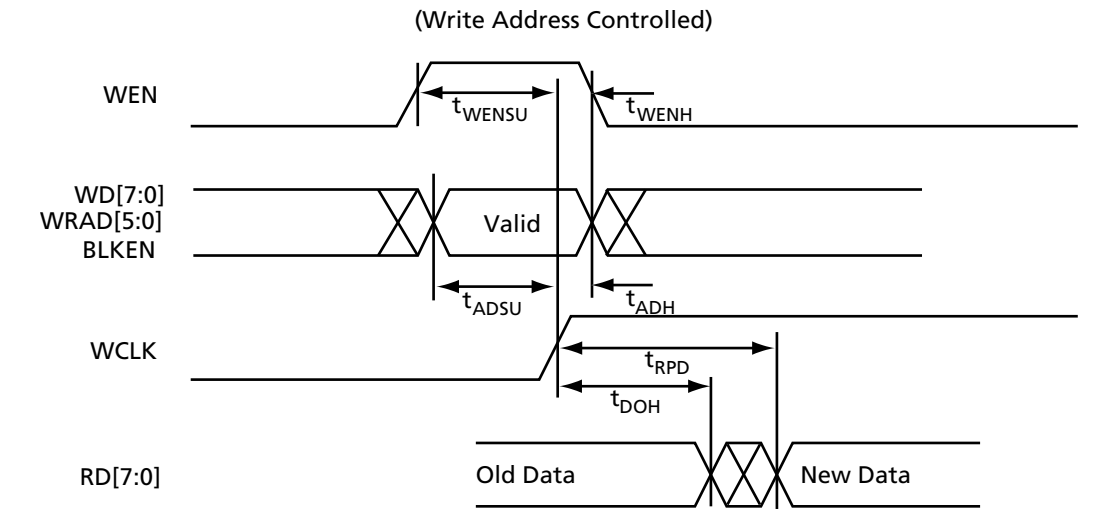 (Write Address Controlled)
WEN
tWENSU
tWENH
WD[7:0]
WRAD[5:0]
BLKEN
Valid
tADSU
tADH
WCLK
tRPD
tDOH
RD[7:0]
Old Data
New Data